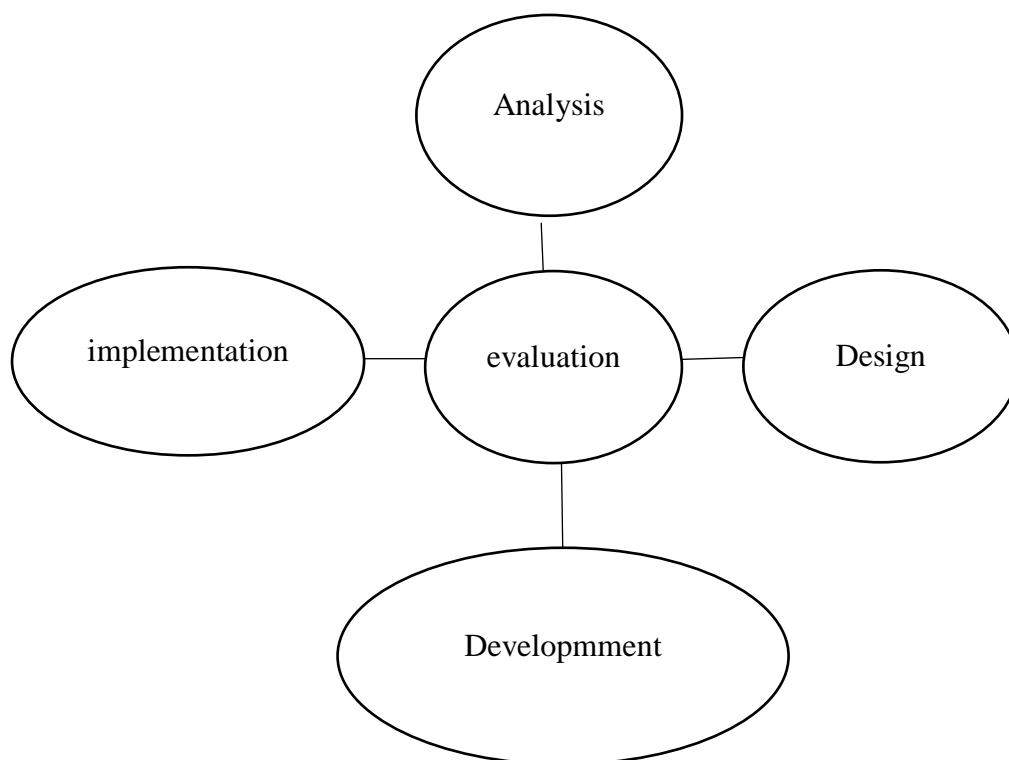 Analysis
implementation
evaluation
Design
Developmment